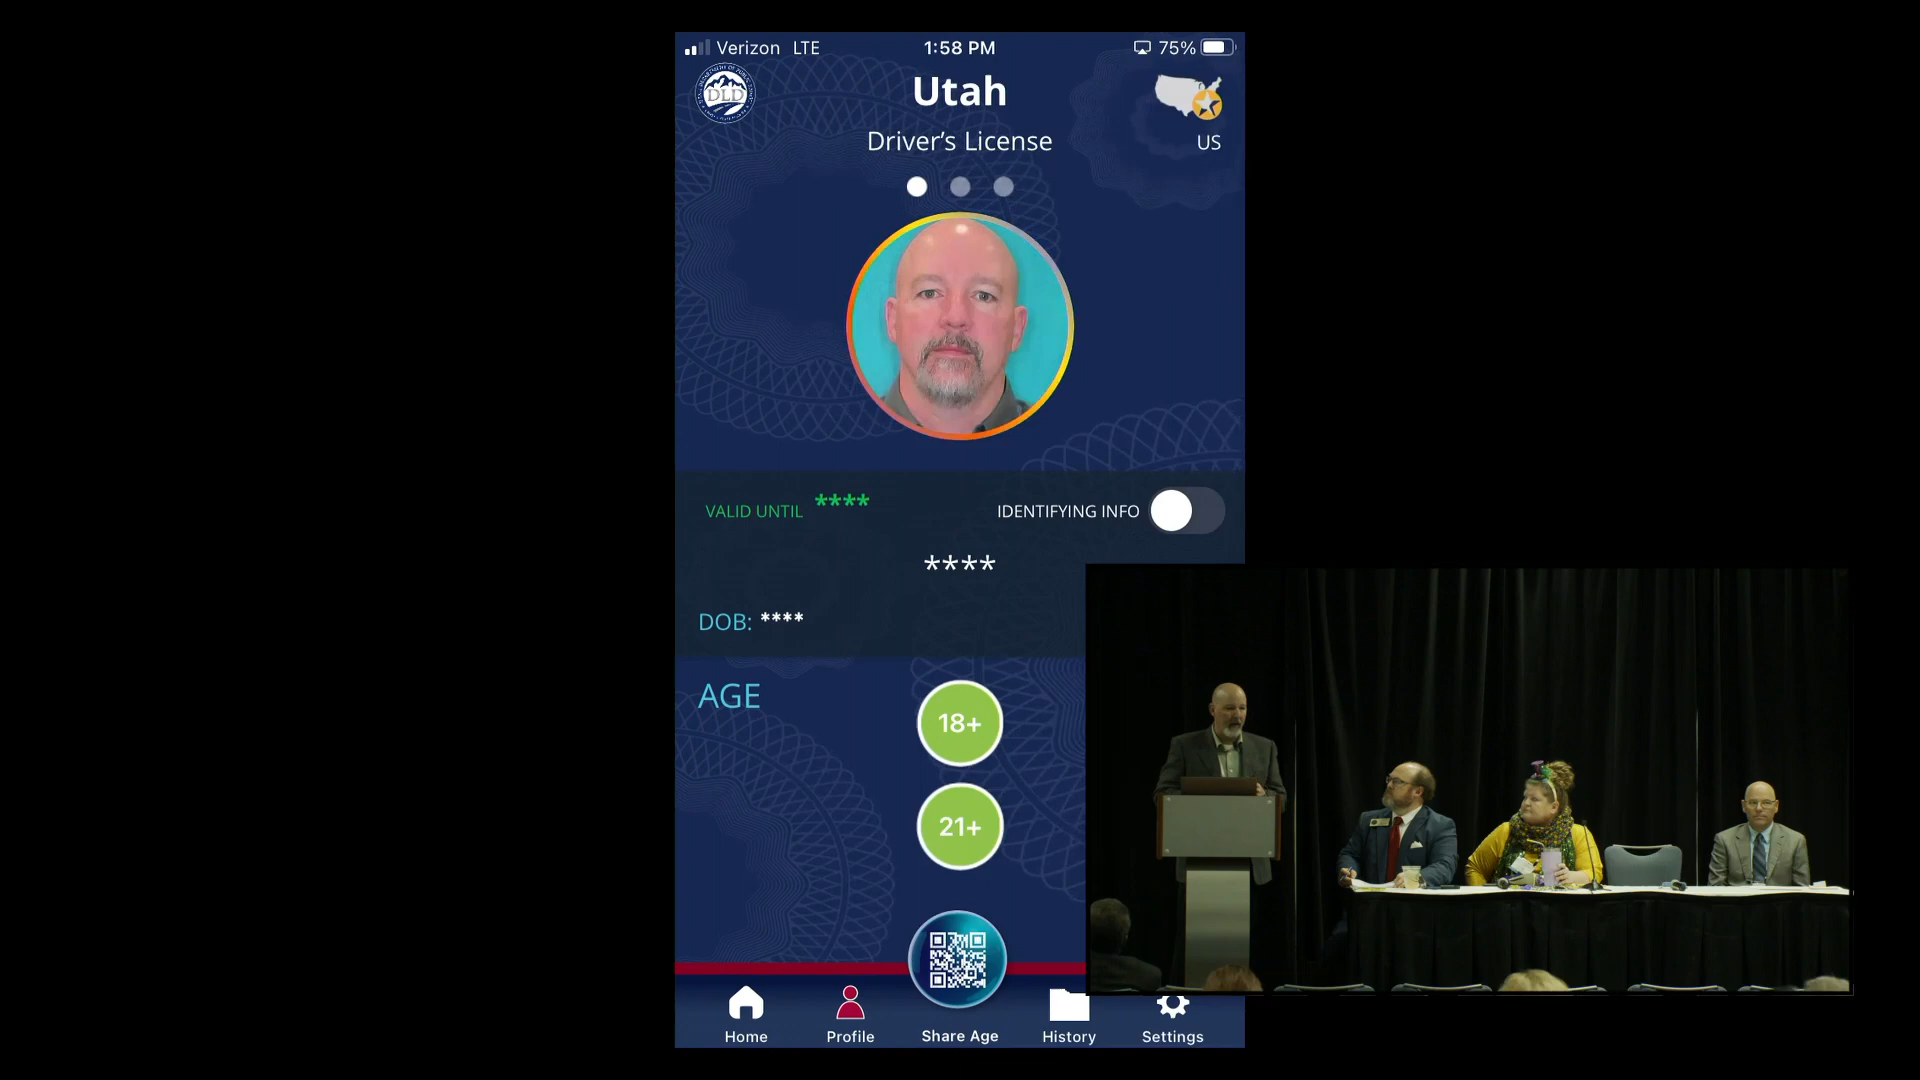 Verizon LTE 1:58 PM 75%
DLD
Utah
Driver's License
US
VALID UNTIL ****
IDENTIFYING INFO
****
DOB: ****
AGE
18+
21+
Home
Profile
Share Age
History
Settings